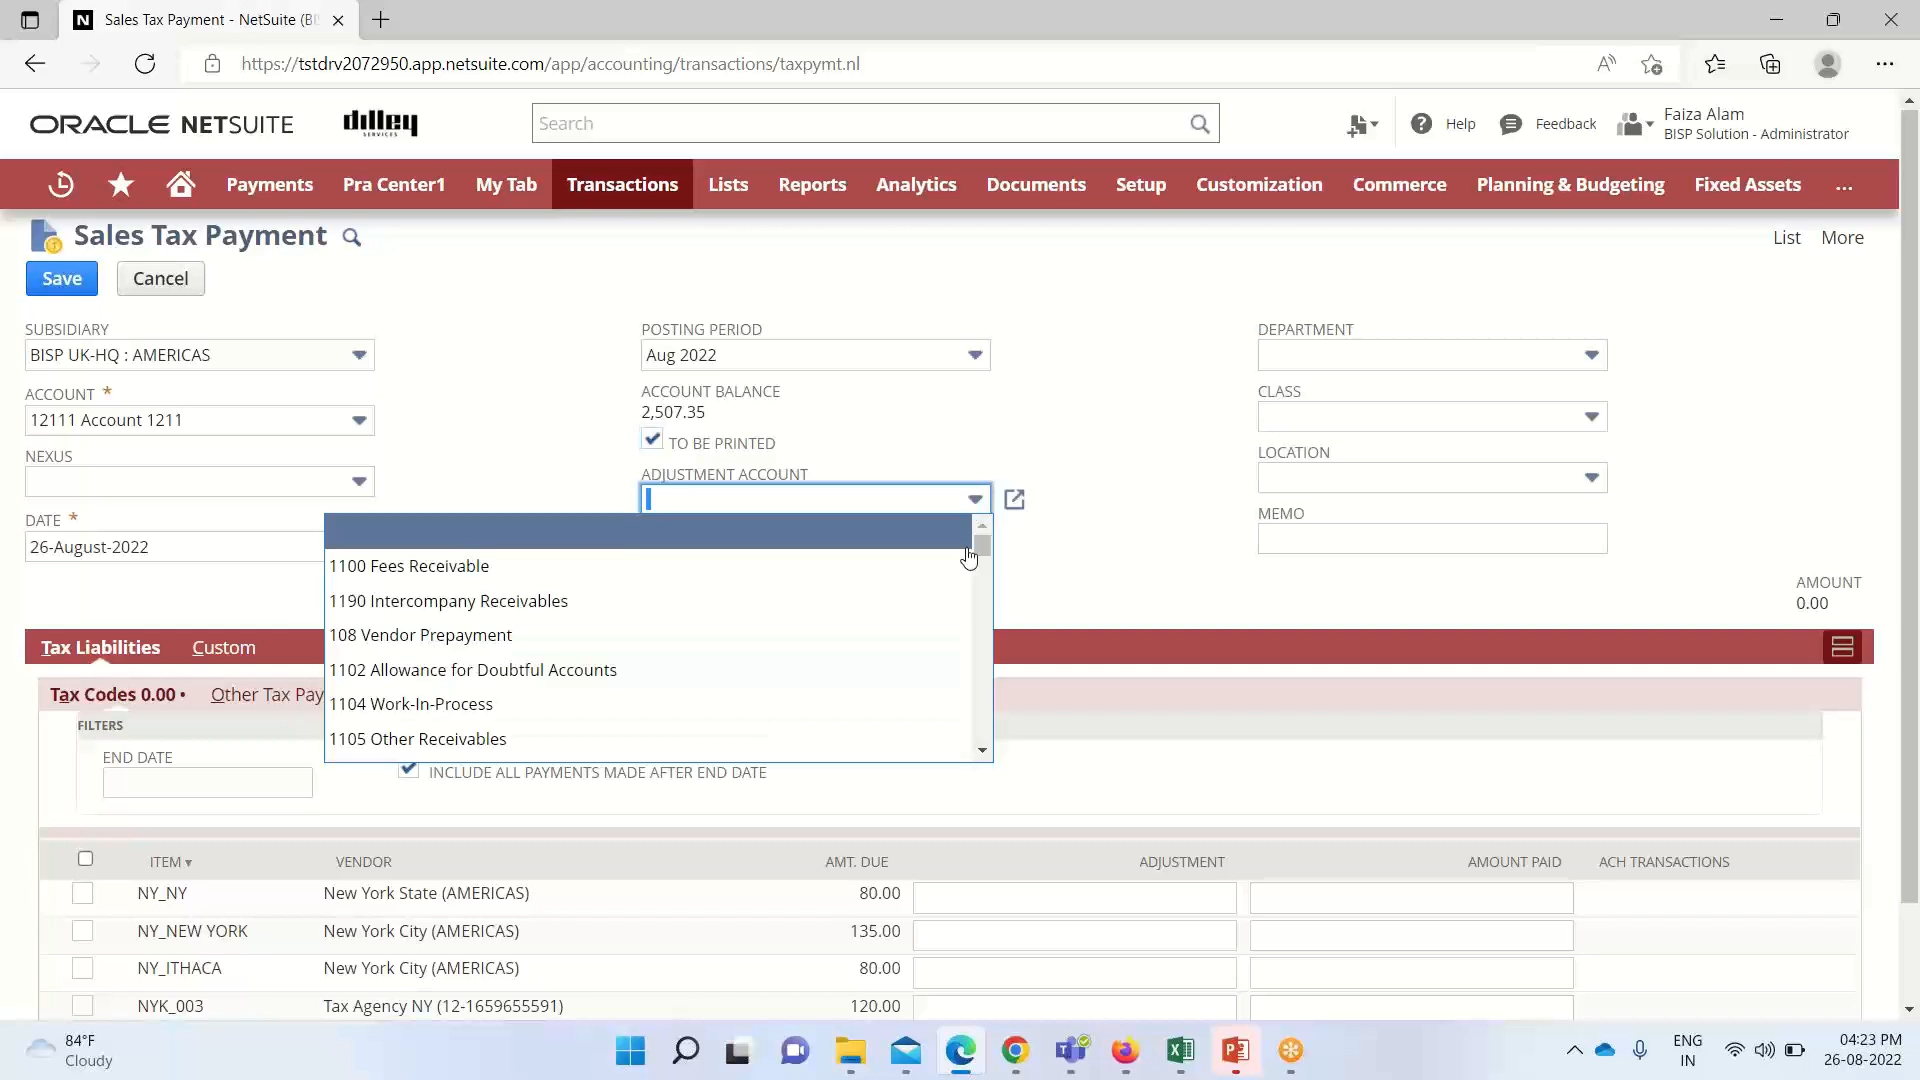 Sales Tax Payment - NetSuite (BI
https://tstdrv2072950.app.netsuite.com/app/accounting/transactions/taxpymt.nl
ORACLE NETSUITE
dilley
SERVICES
Search
Help
Feedback
Faiza Alam
BISP Solution - Administrator
Payments
Pra Center1
My Tab
Transactions
Lists
Reports
Analytics
Documents
Setup
Customization
Commerce
Planning & Budgeting
Fixed Assets
Sales Tax Payment
List
More
Save
Cancel
SUBSIDIARY
BISP UK-HQ : AMERICAS
ACCOUNT *
12111 Account 1211
NEXUS
DATE *
26-August-2022
POSTING PERIOD
Aug 2022
ACCOUNT BALANCE
2,507.35
TO BE PRINTED
ADJUSTMENT ACCOUNT
1100 Fees Receivable
1190 Intercompany Receivables
108 Vendor Prepayment
1102 Allowance for Doubtful Accounts
1104 Work-In-Process
1105 Other Receivables
DEPARTMENT
CLASS
LOCATION
MEMO
AMOUNT
0.00
Tax Liabilities
Custom
Tax Codes 0.00 •
Other Tax Pay
FILTERS
END DATE
INCLUDE ALL PAYMENTS MADE AFTER END DATE
ITEM VENDOR AMT. DUE ADJUSTMENT AMOUNT PAID ACH TRANSACTIONS
NY_NY New York State (AMERICAS) 80.00
NY_NEW YORK New York City (AMERICAS) 135.00
NY_ITHACA New York City (AMERICAS) 80.00
NYK_003 Tax Agency NY (12-1659655591) 120.00
84°F
Cloudy
ENG
IN
04:23 PM
26-08-2022